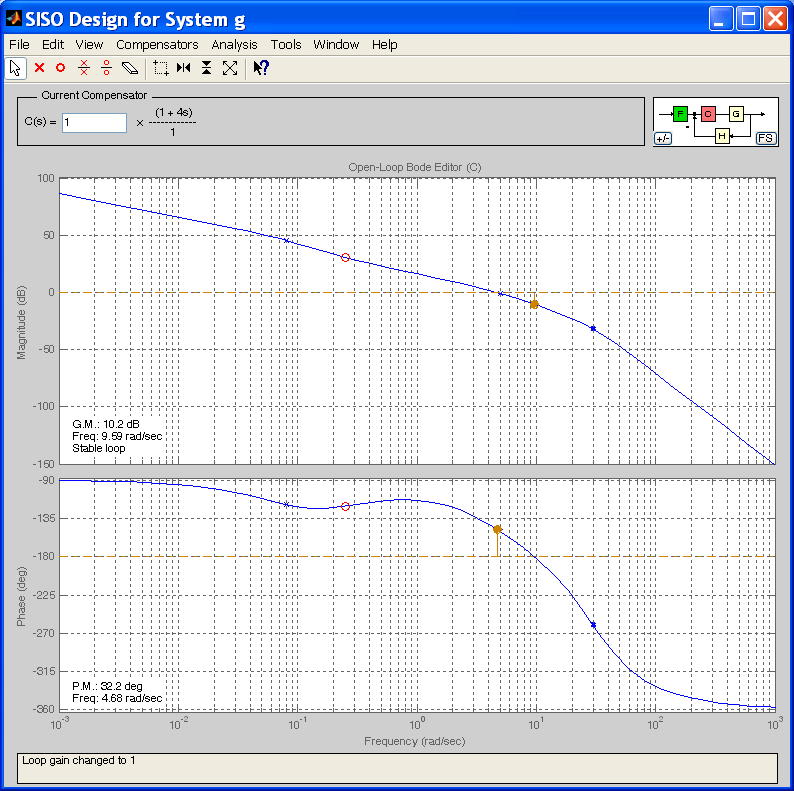 SISO Design for System g
File Edit View Compensators Analysis Tools Window Help
Current Compensator
C(s) = 1 × (1 + 4s)
1
F C G
H
+/- FS
Open-Loop Bode Editor (C)
100
50
0
-50
-100
-150
Magnitude (dB)
G.M.: 10.2 dB
Freq: 9.59 rad/sec
Stable loop
-90
-135
-180
-225
-270
-315
-360
Phase (deg)
P.M.: 32.2 deg
Freq: 4.68 rad/sec
10^-3 10^-2 10^-1 10^0 10^1 10^2 10^3
Frequency (rad/sec)
Loop gain changed to 1